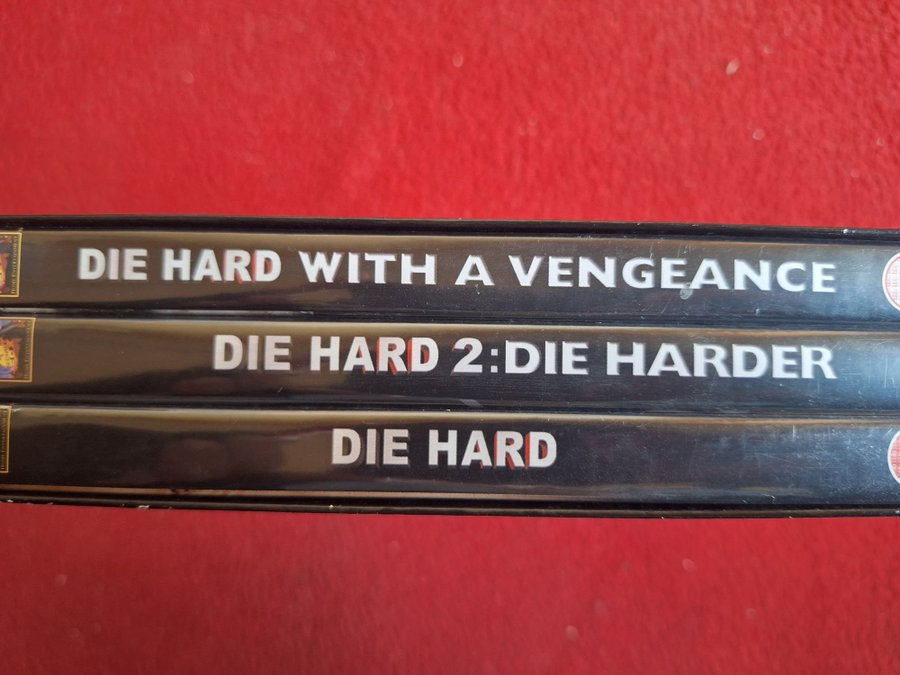 DIE HARD WITH A VENGEANCE
DIE HARD 2:DIE HARDER
DIE HARD